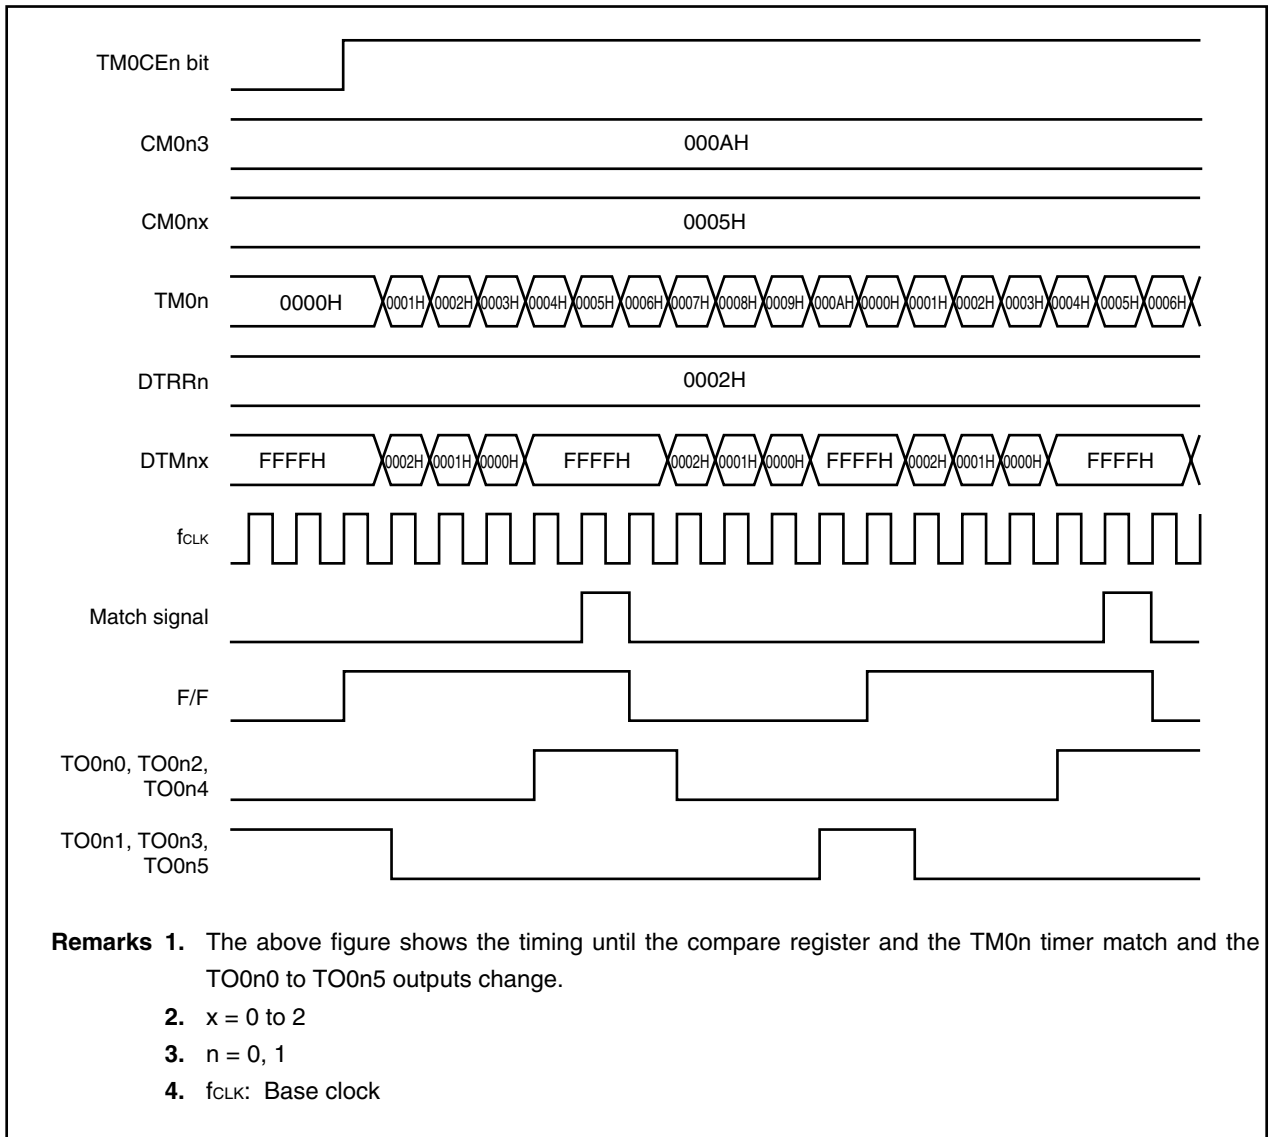 TM0CEn bit
CM0n3 000AH
CM0nx 0005H
TM0n 0000H 0001H 0002H 0003H 0004H 0005H 0006H 0007H 0008H 0009H 000AH 0000H 0001H 0002H 0003H 0004H 0005H 0006H
DTRRn 0002H
DTMnx FFFFH 0002H 0001H 0000H FFFFH 0002H 0001H 0000H FFFFH 0002H 0001H 0000H FFFFH
fCLK
Match signal
F/F
TO0n0, TO0n2,
TO0n4
TO0n1, TO0n3,
TO0n5
Remarks 1. The above figure shows the timing until the compare register and the TM0n timer match and the
TO0n0 to TO0n5 outputs change.
2. x = 0 to 2
3. n = 0, 1
4. fCLK: Base clock